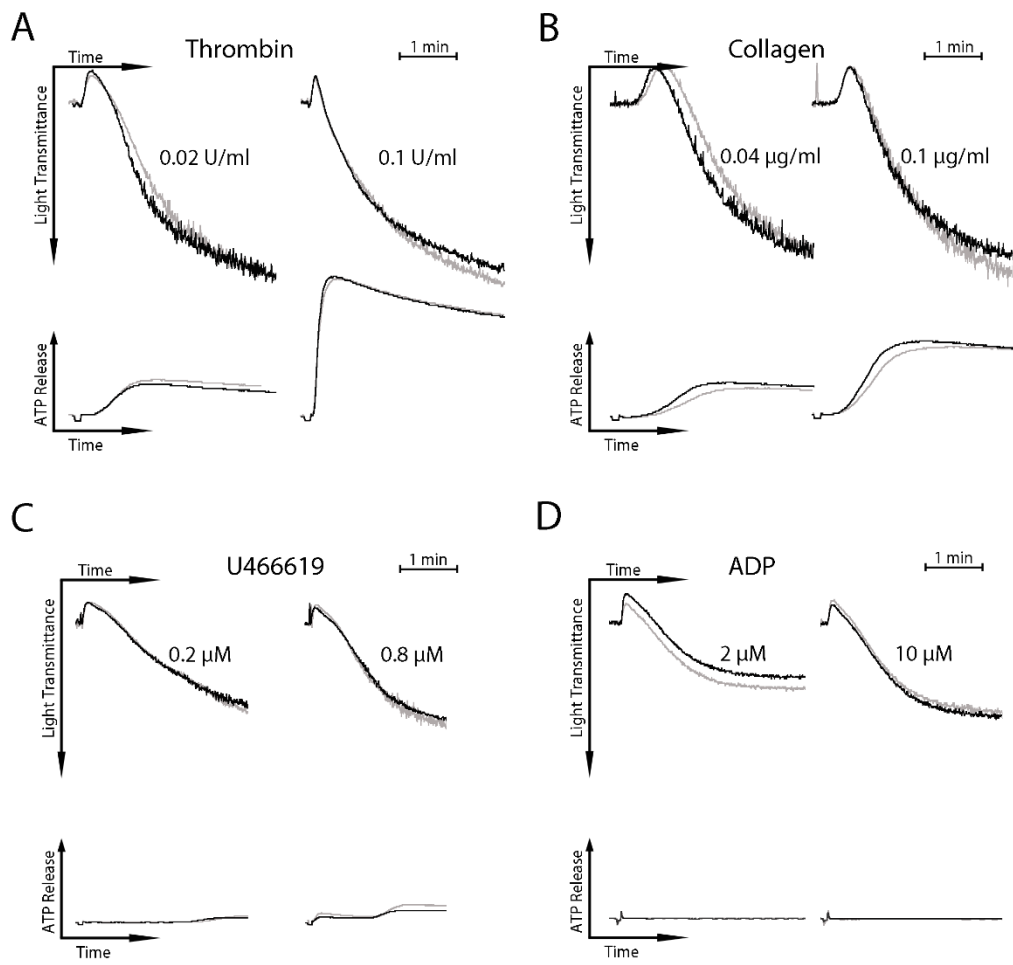 A
Thrombin
1 min
Time
Light Transmittance
0.02 U/ml
0.1 U/ml
ATP Release
Time
B
Collagen
1 min
Time
Light Transmittance
0.04 µg/ml
0.1 µg/ml
ATP Release
Time
C
U466619
1 min
Time
Light Transmittance
0.2 µM
0.8 µM
ATP Release
Time
D
ADP
1 min
Time
Light Transmittance
2 µM
10 µM
ATP Release
Time